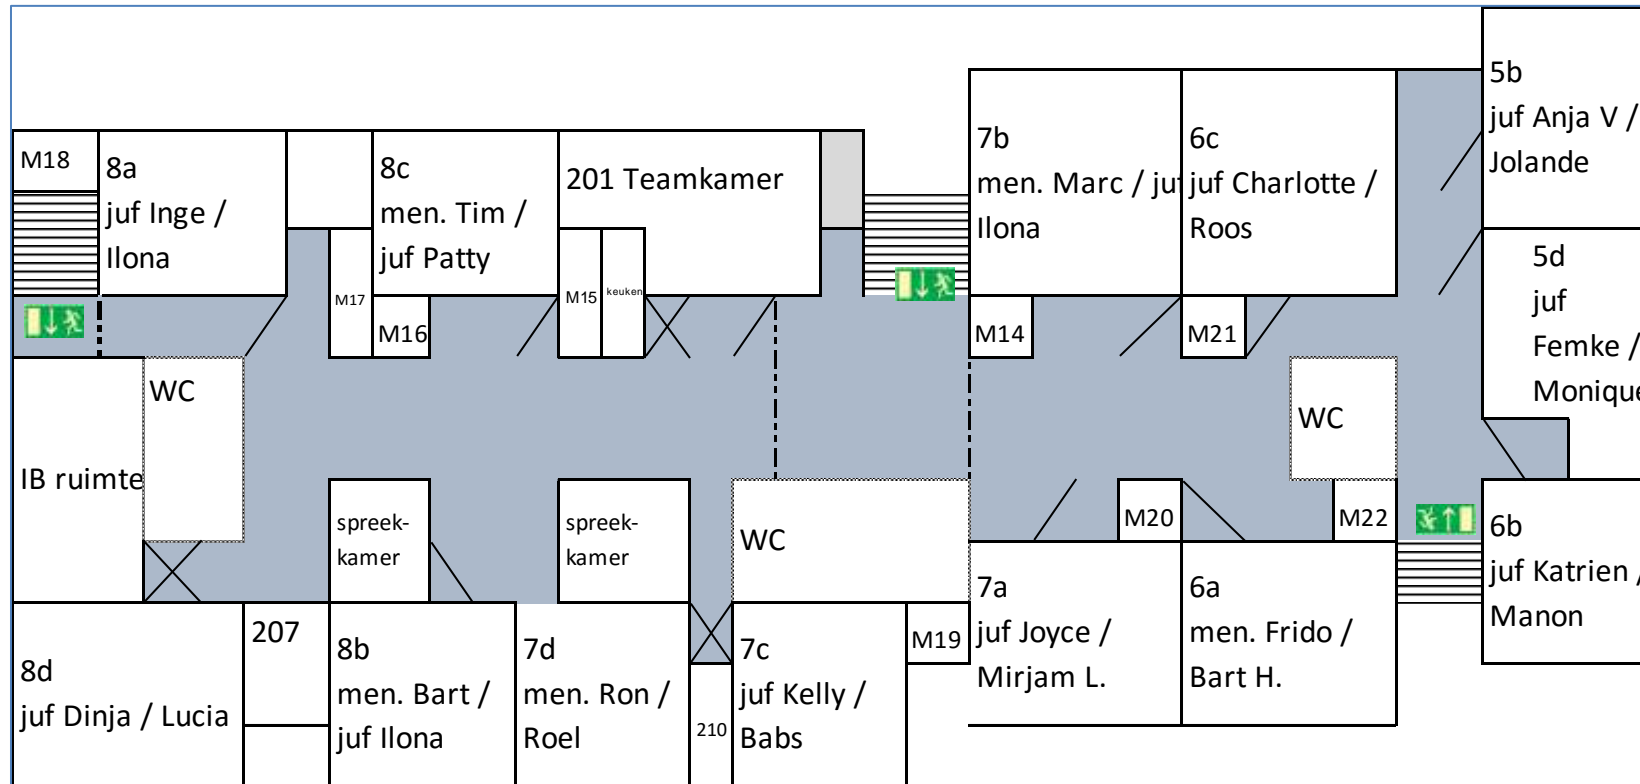 M18
8a
juf Inge /
Ilona
8c
men. Tim /
juf Patty
201 Teamkamer
7b
men. Marc / juf
Ilona
6c
juf Charlotte /
Roos
5b
juf Anja V /
Jolande
5d
juf
Femke /
Monique
M17
M16
M15
keuken
M14
M21
WC
WC
IB ruimte
spreek-
kamer
spreek-
kamer
WC
M20
M22
6b
juf Katrien /
Manon
8d
juf Dinja / Lucia
207
8b
men. Bart /
juf Ilona
7d
men. Ron /
Roel
210
7c
juf Kelly /
Babs
M19
7a
juf Joyce /
Mirjam L.
6a
men. Frido /
Bart H.